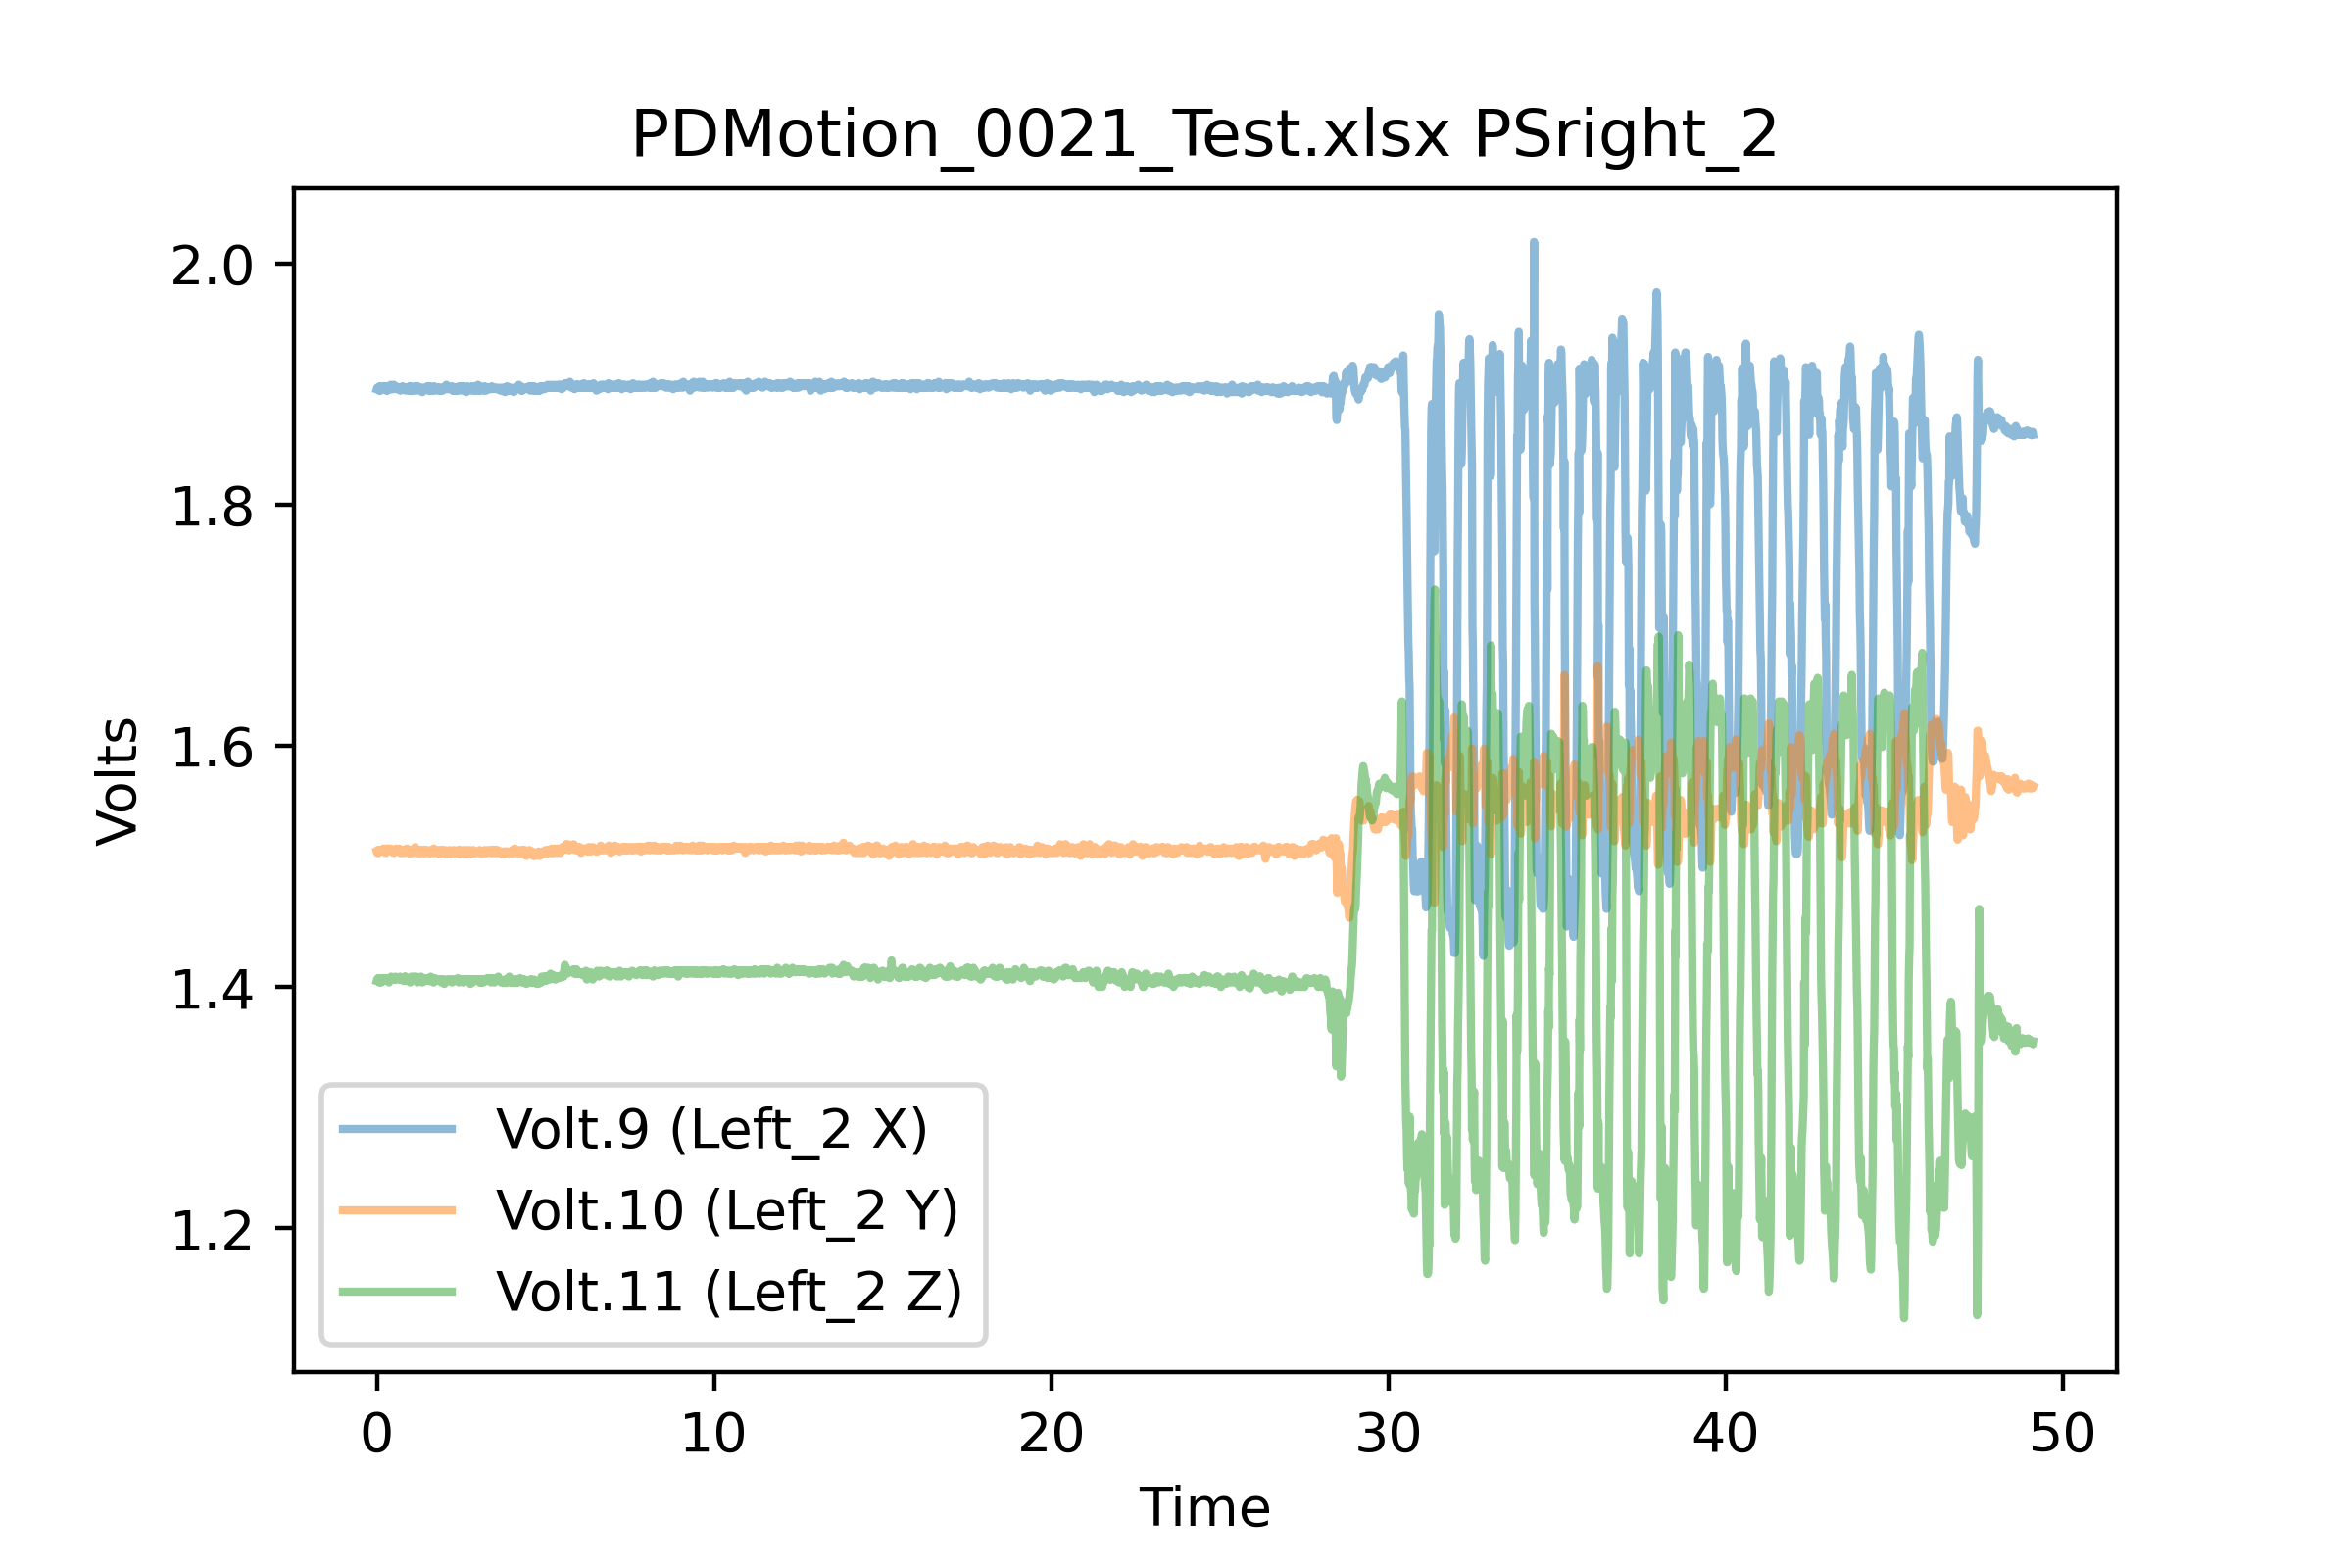 PDMotion_0021_Test.xlsx PSright_2
Volts
2.0
1.8
1.6
1.4
1.2
Volt.9 (Left_2 X)
Volt.10 (Left_2 Y)
Volt.11 (Left_2 Z)
0 10 20 30 40 50
Time